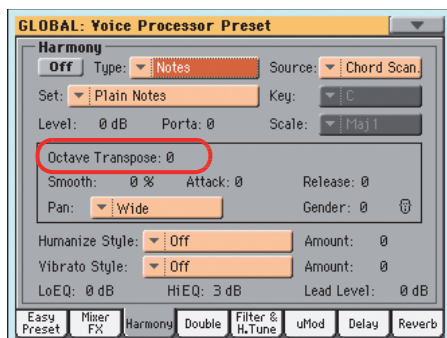 GLOBAL: Voice Processor Preset
Harmony
Off Type: Notes Source: Chord Scan.
Set: Plain Notes Key: C
Level: 0 dB Porta: 0 Scale: Maj1
Octave Transpose: 0
Smooth: 0 % Attack: 0 Release: 0
Pan: Wide Gender: 0
Humanize Style: Off Amount: 0
Vibrato Style: Off Amount: 0
LoEQ: 0 dB HiEQ: 3 dB Lead Level: 0 dB
Easy Preset Mixer FX Harmony Double Filter & H.Tune uMod Delay Reverb